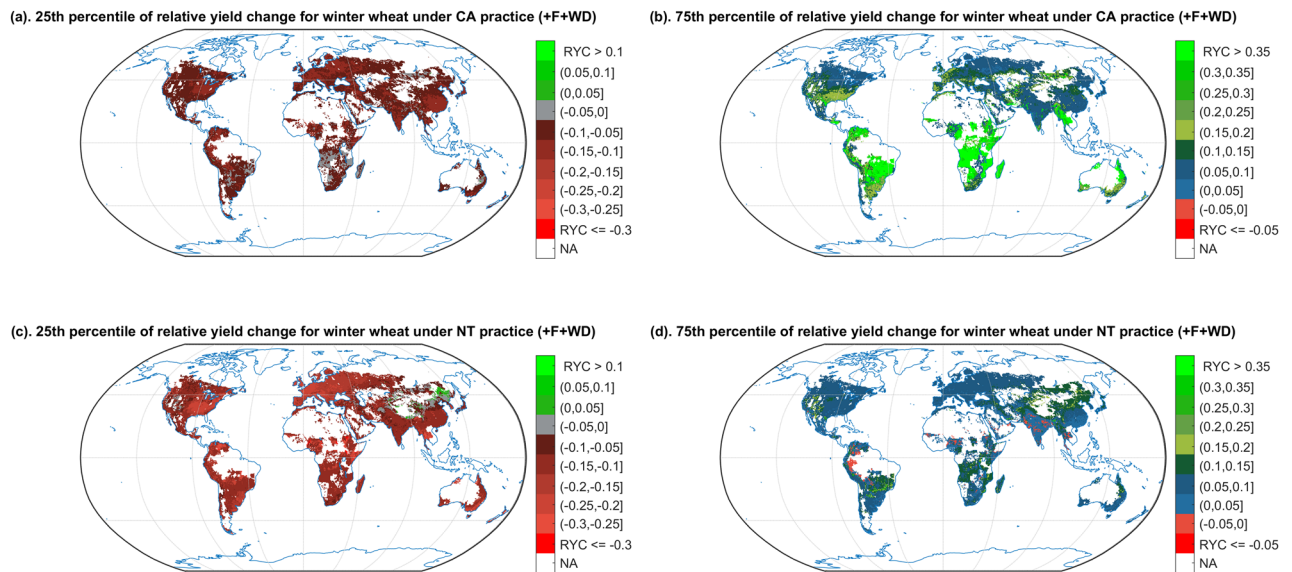 (a). 25th percentile of relative yield change for winter wheat under CA practice (+F+WD)
RYC > 0.1
(0.05,0.1]
(0,0.05]
(-0.05,0]
(-0.1,-0.05]
(-0.15,-0.1]
(-0.2,-0.15]
(-0.25,-0.2]
(-0.3,-0.25]
RYC <= -0.3
NA
(b). 75th percentile of relative yield change for winter wheat under CA practice (+F+WD)
RYC > 0.35
(0.3,0.35]
(0.25,0.3]
(0.2,0.25]
(0.15,0.2]
(0.1,0.15]
(0.05,0.1]
(0,0.05]
(-0.05,0]
RYC <= -0.05
NA
(c). 25th percentile of relative yield change for winter wheat under NT practice (+F+WD)
RYC > 0.1
(0.05,0.1]
(0,0.05]
(-0.05,0]
(-0.1,-0.05]
(-0.15,-0.1]
(-0.2,-0.15]
(-0.25,-0.2]
(-0.3,-0.25]
RYC <= -0.3
NA
(d). 75th percentile of relative yield change for winter wheat under NT practice (+F+WD)
RYC > 0.35
(0.3,0.35]
(0.25,0.3]
(0.2,0.25]
(0.15,0.2]
(0.1,0.15]
(0.05,0.1]
(0,0.05]
(-0.05,0]
RYC <= -0.05
NA